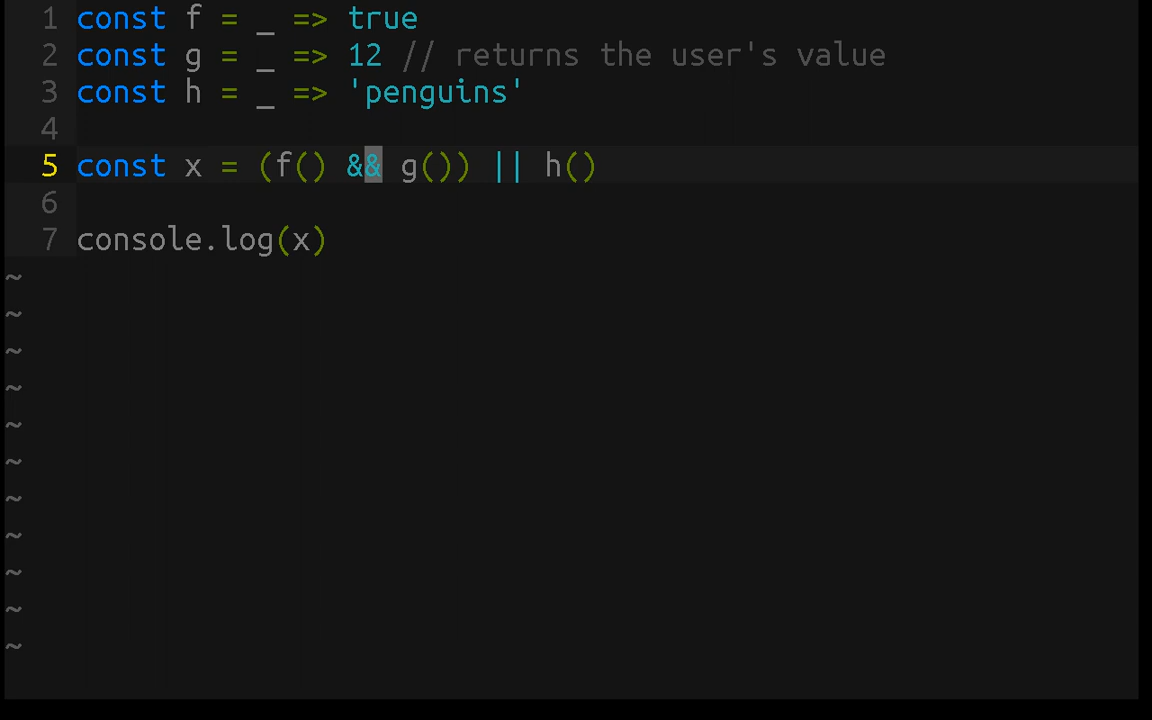 1 const f = _ => true
2 const g = _ => 12 // returns the user's value
3 const h = _ => 'penguins'
4
5 const x = (f() && g()) || h()
6
7 console.log(x)
~
~
~
~
~
~
~
~
~
~
~